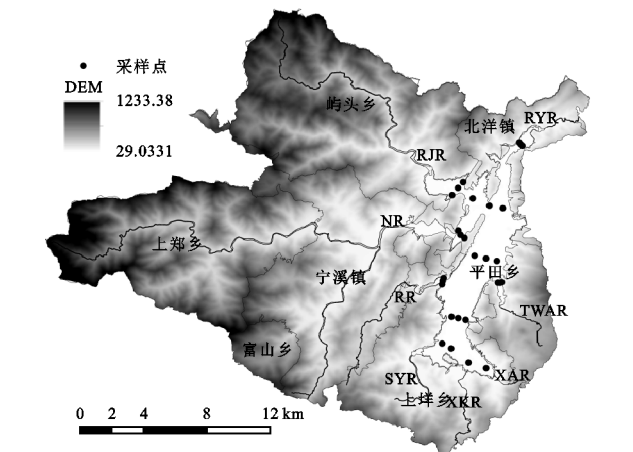 采样点
DEM
1233.38
29.0331
屿头乡
北洋镇
RYR
RJR
NR
上郑乡
宁溪镇
平田乡
RR
TWAR
富山乡
SYR
XAR
上垟乡
XKR
0 2 4 8 12 km